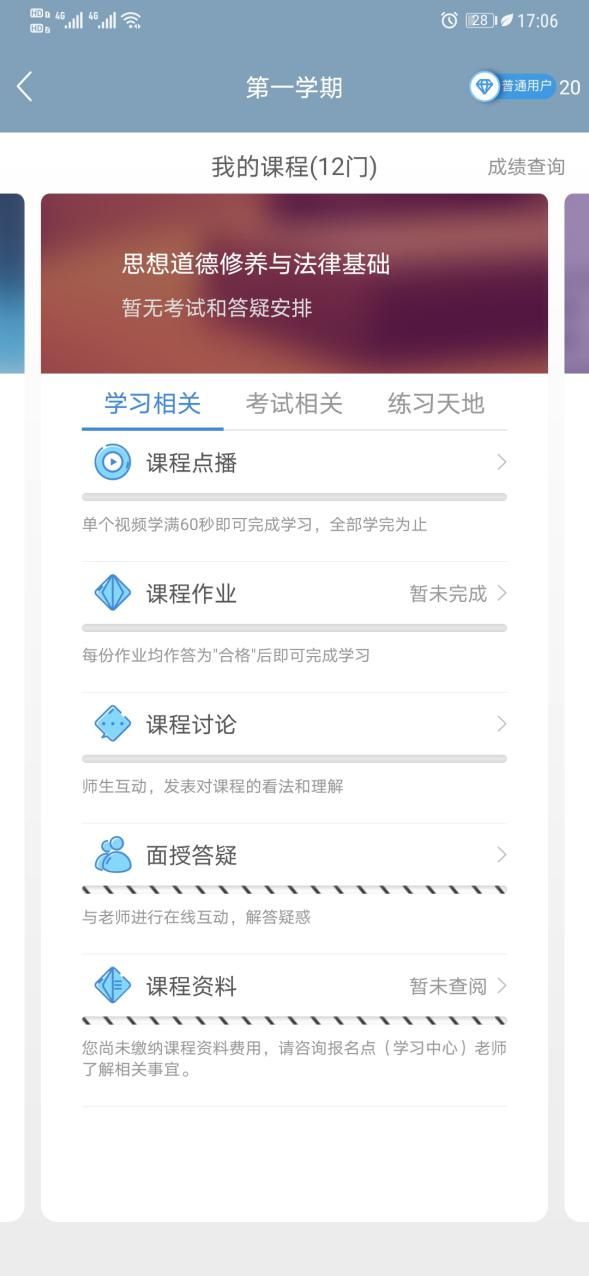 HD 4G 4G 28 17:06
第一学期 普通用户 20
我的课程(12门) 成绩查询
思想道德修养与法律基础
暂无考试和答疑安排
学习相关 考试相关 练习天地
课程点播
单个视频学满60秒即可完成学习，全部学完为止
课程作业 暂未完成
每份作业均作答为"合格"后即可完成学习
课程讨论
师生互动，发表对课程的看法和理解
面授答疑
与老师进行在线互动，解答疑惑
课程资料 暂未查阅
您尚未缴纳课程资料费用，请咨询报名点（学习中心）老师
了解相关事宜。